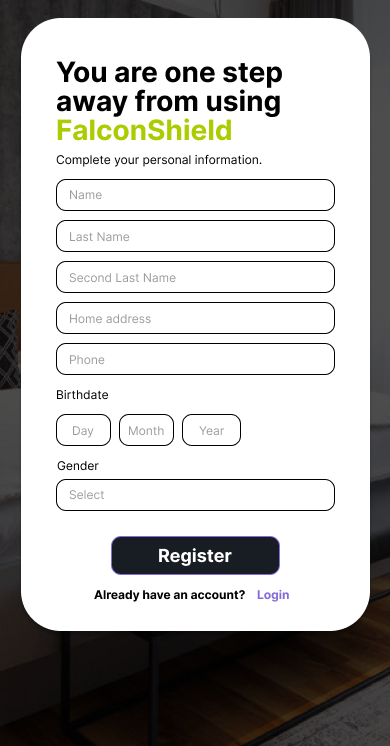 You are one step
away from using
FalconShield
Complete your personal information.
Name
Last Name
Second Last Name
Home address
Phone
Birthdate
Day Month Year
Gender
Select
Register
Already have an account? Login